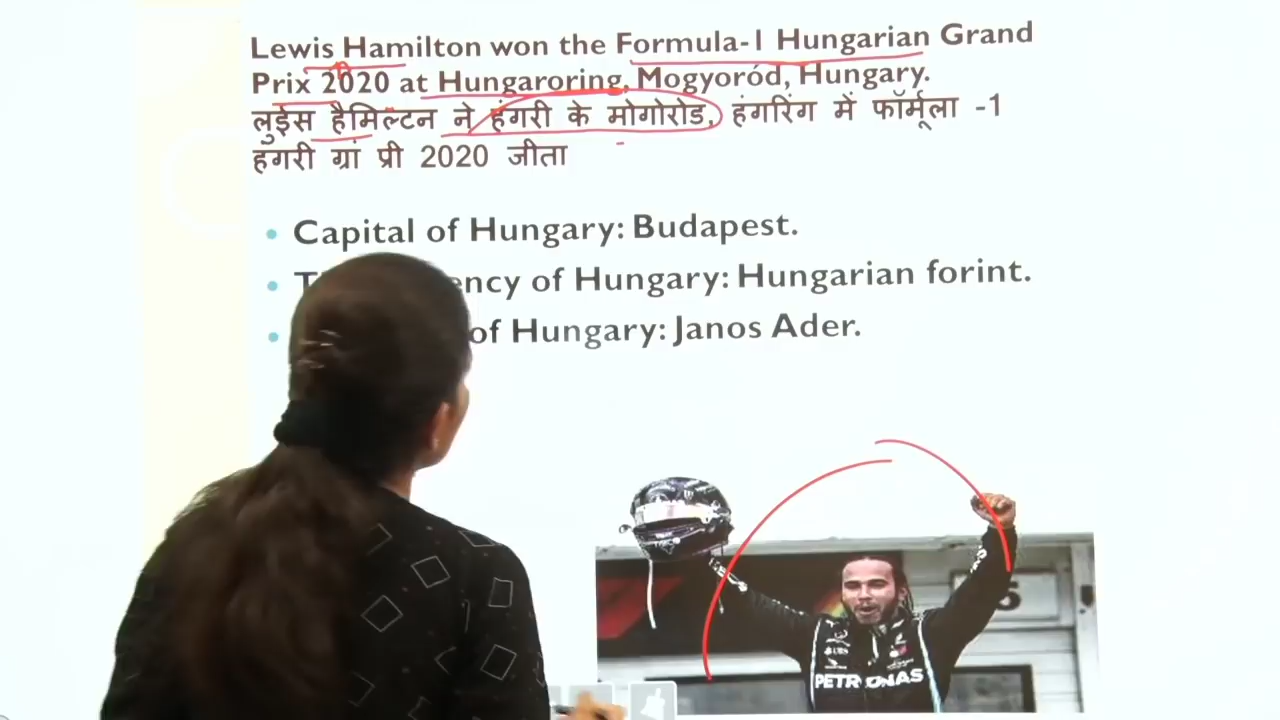 Lewis Hamilton won the Formula-1 Hungarian Grand
Prix 2020 at Hungaroring, Mogyoród, Hungary.
लुईस हैमिल्टन ने हंगरी के मोगोरोड, हंगरिंग में फॉर्मूला -1
हंगरी ग्रां प्री 2020 जीता
Capital of Hungary: Budapest.
ency of Hungary: Hungarian forint.
of Hungary: Janos Ader.
UBS
PETRONAS